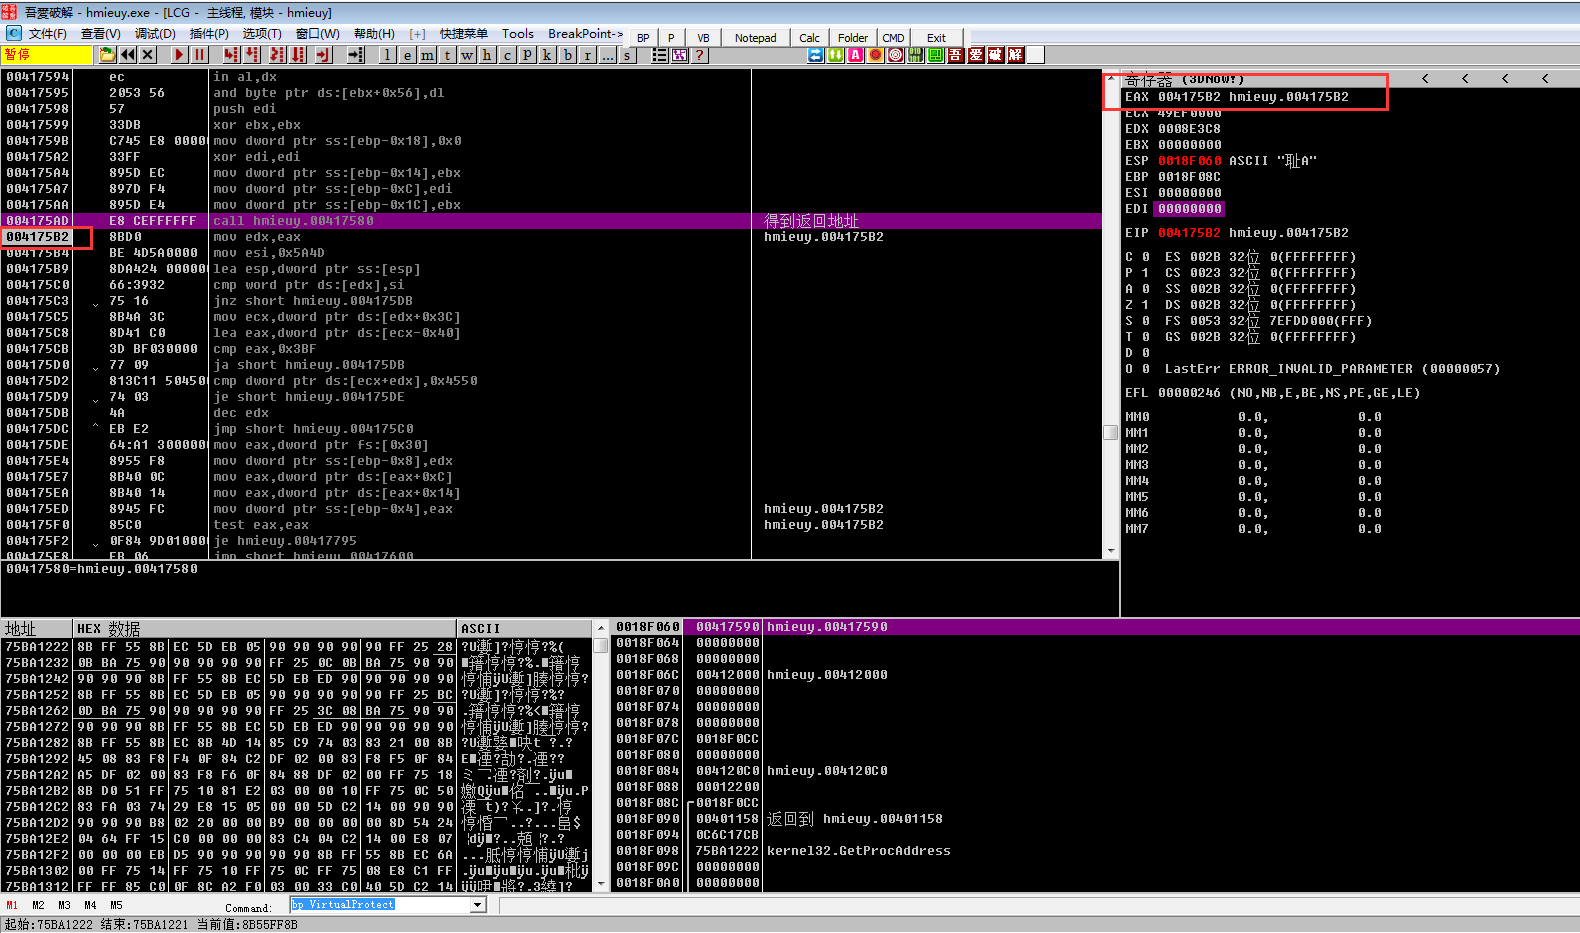 吾愛破解 - hmieuy.exe - [LCG - 主线程, 模块 - hmieuy]
文件(F) 查看(V) 调试(D) 插件(P) 选项(T) 窗口(W) 帮助(H) [+] 快捷菜单 Tools BreakPoint-> BP P VB Notepad Calc Folder CMD Exit
暂停 l e m t w h c p k b r ... s ?
00417594 ec in al,dx
00417595 2053 56 and byte ptr ds:[ebx+0x56],dl
00417598 57 push edi
00417599 33DB xor ebx,ebx
0041759B C745 E8 0000 mov dword ptr ss:[ebp-0x18],0x0
004175A2 33FF xor edi,edi
004175A4 895D EC mov dword ptr ss:[ebp-0x14],ebx
004175A7 897D F4 mov dword ptr ss:[ebp-0xC],edi
004175AA 895D E4 mov dword ptr ss:[ebp-0x1C],ebx
004175AD E8 CEFFFFFF call hmieuy.00417580 得到返回地址
004175B2 8BD0 mov edx,eax hmieuy.004175B2
004175B4 BE 4D5A0000 mov esi,0x5A4D
004175B9 8DA424 000000 lea esp,dword ptr ss:[esp]
004175C0 66:3932 cmp word ptr ds:[edx],si
004175C3 75 16 jnz short hmieuy.004175DB
004175C5 8B4A 3C mov ecx,dword ptr ds:[edx+0x3C]
004175C8 8D41 C0 lea eax,dword ptr ds:[ecx-0x40]
004175CB 3D BF030000 cmp eax,0x3BF
004175D0 77 09 ja short hmieuy.004175DB
004175D2 813C11 50450 cmp dword ptr ds:[ecx+edx],0x4550
004175D9 74 03 je short hmieuy.004175DE
004175DB 4A dec edx
004175DC EB E2 jmp short hmieuy.004175C0
004175DE 64:A1 3000000 mov eax,dword ptr fs:[0x30]
004175E4 8955 F8 mov dword ptr ss:[ebp-0x8],edx
004175E7 8B40 0C mov eax,dword ptr ds:[eax+0xC]
004175EA 8B40 14 mov eax,dword ptr ds:[eax+0x14]
004175ED 8945 FC mov dword ptr ss:[ebp-0x4],eax hmieuy.004175B2
004175F0 85C0 test eax,eax hmieuy.004175B2
004175F2 0F84 9D01000 je hmieuy.00417795
004175F8 EB 06 jmp short hmieuy.00417600
00417580=hmieuy.00417580
寄存器 (3DNow!) < < < <
EAX 004175B2 hmieuy.004175B2
ECX 49EF0000
EDX 0008E3C8
EBX 00000000
ESP 0018F060 ASCII "耻A"
EBP 0018F08C
ESI 00000000
EDI 00000000
EIP 004175B2 hmieuy.004175B2
C 0 ES 002B 32位 0(FFFFFFFF)
P 1 CS 0023 32位 0(FFFFFFFF)
A 0 SS 002B 32位 0(FFFFFFFF)
Z 1 DS 002B 32位 0(FFFFFFFF)
S 0 FS 0053 32位 7EFDD000(FFF)
T 0 GS 002B 32位 0(FFFFFFFF)
D 0
O 0 LastErr ERROR_INVALID_PARAMETER (00000057)
EFL 00000246 (NO,NB,E,BE,NS,PE,GE,LE)
MM0 0.0, 0.0
MM1 0.0, 0.0
MM2 0.0, 0.0
MM3 0.0, 0.0
MM4 0.0, 0.0
MM5 0.0, 0.0
MM6 0.0, 0.0
MM7 0.0, 0.0
地址 HEX 数据 ASCII
75BA1222 8B FF 55 8B EC 5D EB 05 90 90 90 90 90 FF 25 28
75BA1232 0B BA 75 90 90 90 90 90 FF 25 0C 0B BA 75 90 90
75BA1242 90 90 90 8B FF 55 8B EC 5D EB ED 90 90 90 90 90
75BA1252 8B FF 55 8B EC 5D EB 05 90 90 90 90 90 FF 25 BC
75BA1262 0D BA 75 90 90 90 90 90 FF 25 3C 08 BA 75 90 90
75BA1272 90 90 90 8B FF 55 8B EC 5D EB ED 90 90 90 90 90
75BA1282 8B FF 55 8B EC 8B 4D 14 85 C9 74 03 83 21 00 8B
75BA1292 45 08 83 F8 F4 0F 84 C2 DF 02 00 83 F8 F5 0F 84
75BA12A2 A5 DF 02 00 83 F8 F6 0F 84 88 DF 02 00 FF 75 18
75BA12B2 8B D0 51 FF 75 10 81 E2 03 00 00 10 FF 75 0C 50
75BA12C2 83 FA 03 74 29 E8 15 05 00 00 5D C2 14 00 90 90
75BA12D2 90 90 90 B8 02 20 00 00 B9 00 00 00 00 8D 54 24
75BA12E2 04 64 FF 15 C0 00 00 00 83 C4 04 C2 14 00 E8 07
75BA12F2 00 00 00 EB D5 90 90 90 90 90 8B FF 55 8B EC 6A
75BA1302 00 FF 75 14 FF 75 10 FF 75 0C FF 75 08 E8 C1 FF
75BA1312 FF FF 85 C0 0F 8C A2 F0 03 00 33 C0 40 5D C2 14
0018F060 00417590 hmieuy.00417590
0018F064 00000000
0018F068 00000000
0018F06C 00412000 hmieuy.00412000
0018F070 00000000
0018F074 00000000
0018F078 00000000
0018F07C 0018F0CC
0018F080 00000000
0018F084 004120C0 hmieuy.004120C0
0018F088 00012200
0018F08C 0018F0CC
0018F090 00401158 返回到 hmieuy.00401158
0018F094 0C6C17CB
0018F098 75BA1222 kernel32.GetProcAddress
0018F09C 00000000
0018F0A0 00000000
M1 M2 M3 M4 M5 Command: bp VirtualProtect
起始:75BA1222 结束:75BA1221 当前值:8B55FF8B